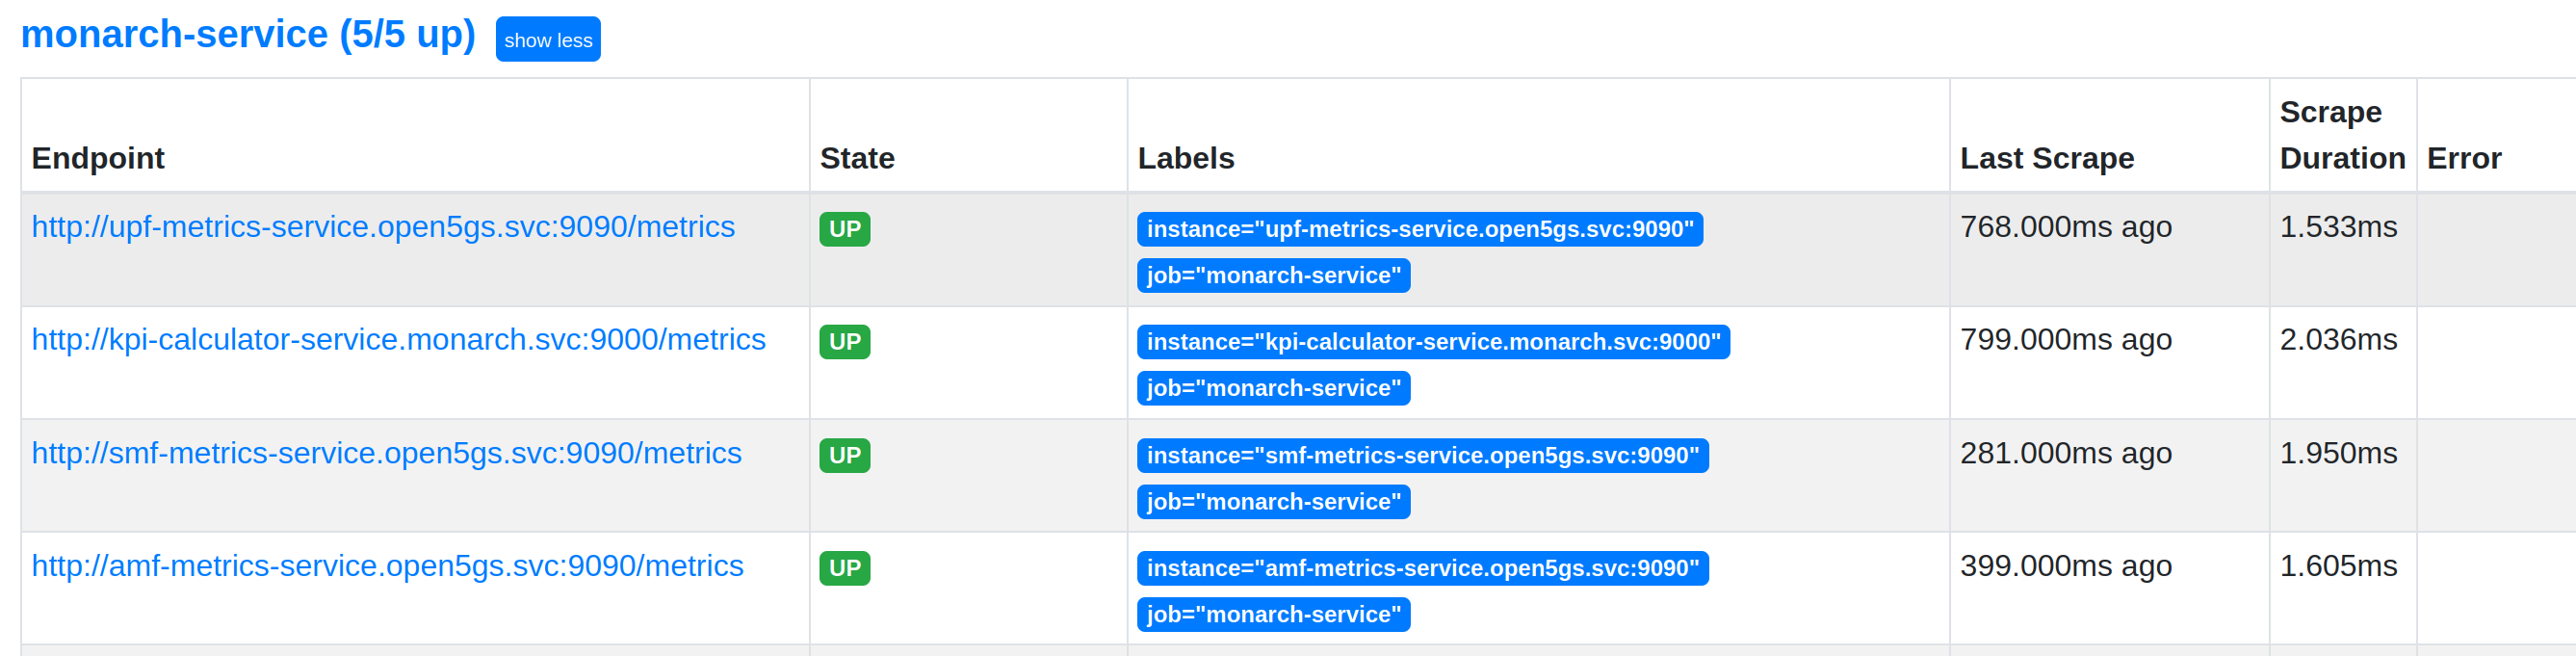 monarch-service (5/5 up) show less
Endpoint State Labels Last Scrape Scrape Duration Error
http://upf-metrics-service.open5gs.svc:9090/metrics UP instance="upf-metrics-service.open5gs.svc:9090" 768.000ms ago 1.533ms
job="monarch-service"
http://kpi-calculator-service.monarch.svc:9000/metrics UP instance="kpi-calculator-service.monarch.svc:9000" 799.000ms ago 2.036ms
job="monarch-service"
http://smf-metrics-service.open5gs.svc:9090/metrics UP instance="smf-metrics-service.open5gs.svc:9090" 281.000ms ago 1.950ms
job="monarch-service"
http://amf-metrics-service.open5gs.svc:9090/metrics UP instance="amf-metrics-service.open5gs.svc:9090" 399.000ms ago 1.605ms
job="monarch-service"